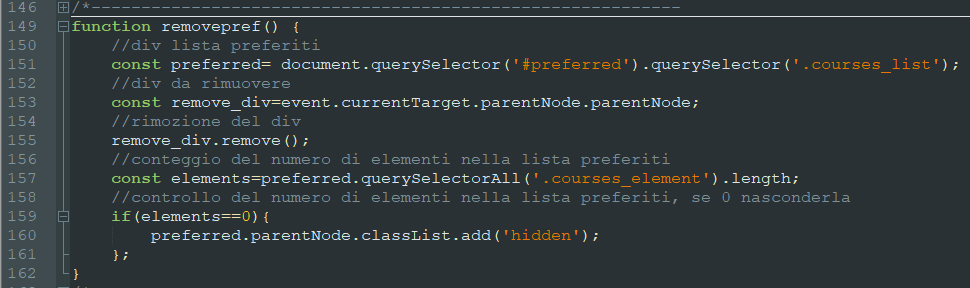 146 /*-----------------------------------------------------------
149 function removepref() {
150 //div lista preferiti
151 const preferred= document.querySelector('#preferred').querySelector('.courses_list');
152 //div da rimuovere
153 const remove_div=event.currentTarget.parentNode.parentNode;
154 //rimozione del div
155 remove_div.remove();
156 //conteggio del numero di elementi nella lista preferiti
157 const elements=preferred.querySelectorAll('.courses_element').length;
158 //controllo del numero di elementi nella lista preferiti, se 0 nasconderla
159 if(elements==0){
160 preferred.parentNode.classList.add('hidden');
161 };
162 }